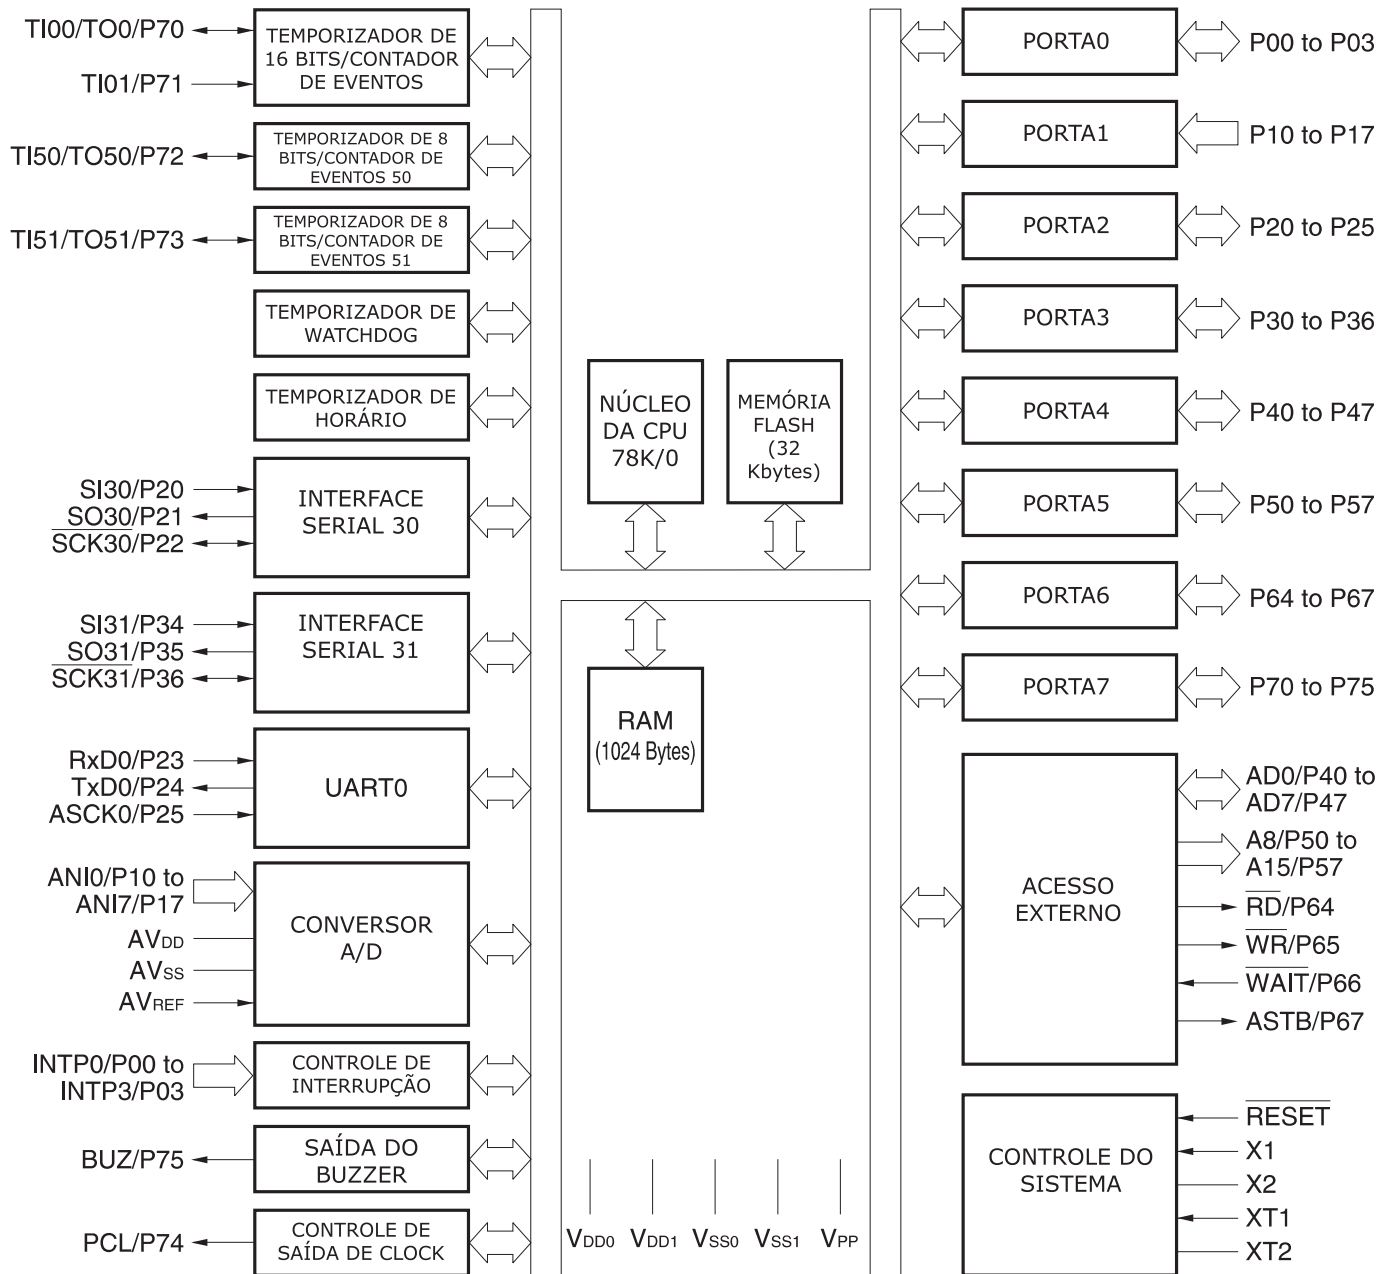 TI00/TO0/P70
TI01/P71
TEMPORIZADOR DE
16 BITS/CONTADOR
DE EVENTOS
TI50/TO50/P72
TEMPORIZADOR DE 8
BITS/CONTADOR DE
EVENTOS 50
TI51/TO51/P73
TEMPORIZADOR DE 8
BITS/CONTADOR DE
EVENTOS 51
TEMPORIZADOR DE
WATCHDOG
TEMPORIZADOR DE
HORÁRIO
SI30/P20
SO30/P21
SCK30/P22
INTERFACE
SERIAL 30
SI31/P34
SO31/P35
SCK31/P36
INTERFACE
SERIAL 31
RxD0/P23
TxD0/P24
ASCK0/P25
UART0
ANI0/P10 to
ANI7/P17
AVDD
AVSS
AVREF
CONVERSOR
A/D
INTP0/P00 to
INTP3/P03
CONTROLE DE
INTERRUPÇÃO
BUZ/P75
SAÍDA DO
BUZZER
PCL/P74
CONTROLE DE
SAÍDA DE CLOCK
NÚCLEO
DA CPU
78K/0
MEMÓRIA
FLASH
(32
Kbytes)
RAM
(1024 Bytes)
VDD0 VDD1 VSS0 VSS1 VPP
PORTA0
P00 to P03
PORTA1
P10 to P17
PORTA2
P20 to P25
PORTA3
P30 to P36
PORTA4
P40 to P47
PORTA5
P50 to P57
PORTA6
P64 to P67
PORTA7
P70 to P75
ACESSO
EXTERNO
AD0/P40 to
AD7/P47
A8/P50 to
A15/P57
RD/P64
WR/P65
WAIT/P66
ASTB/P67
CONTROLE DO
SISTEMA
RESET
X1
X2
XT1
XT2